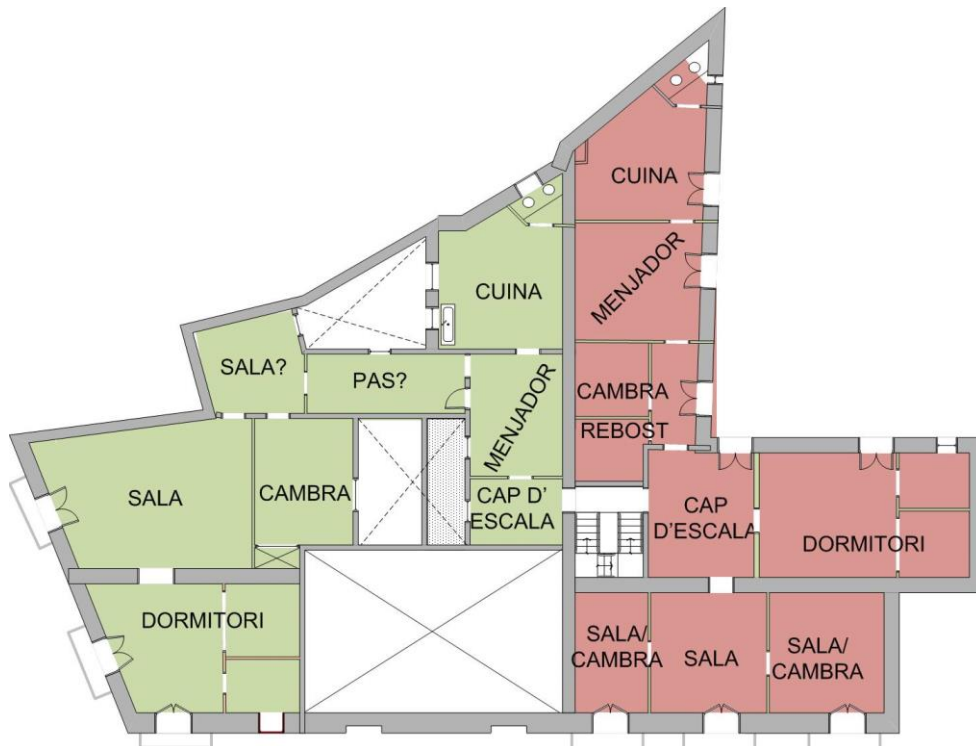 CUINA
MENJADOR
CUINA
SALA?
PAS?
CAMBRA
MENJADOR
REBOST
SALA
CAMBRA
CAP D'
ESCALA
CAP
D'ESCALA
DORMITORI
DORMITORI
SALA/
CAMBRA
SALA
SALA/
CAMBRA